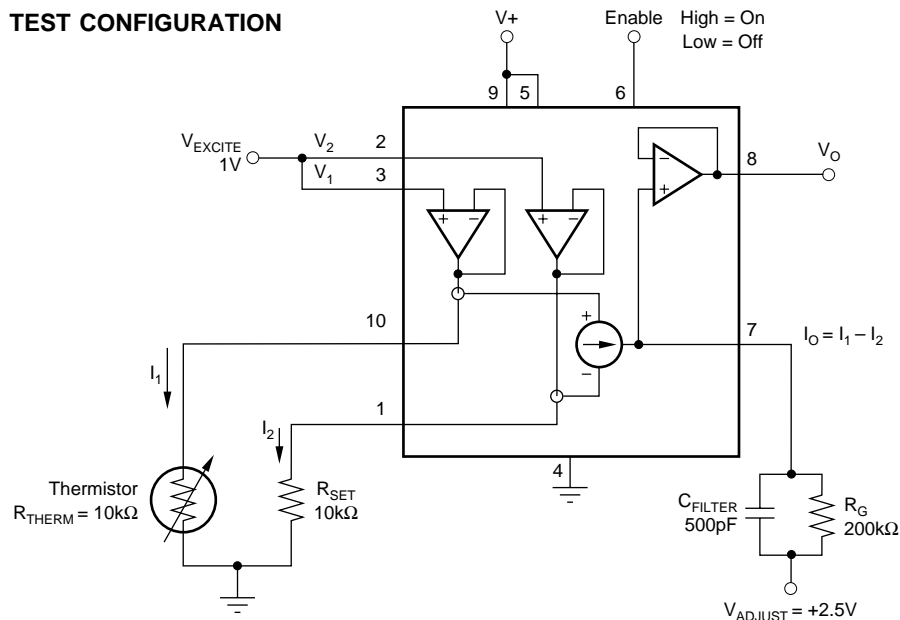 TEST CONFIGURATION
V+
Enable
High = On
Low = Off
9
5
6
VEXCITE
1V
V2
2
V1
3
8
VO
+
−
+
−
−
+
10
+
−
7
IO = I1 – I2
I1
1
I2
4
Thermistor
RTHERM = 10kΩ
RSET
10kΩ
CFILTER
500pF
RG
200kΩ
VADJUST = +2.5V